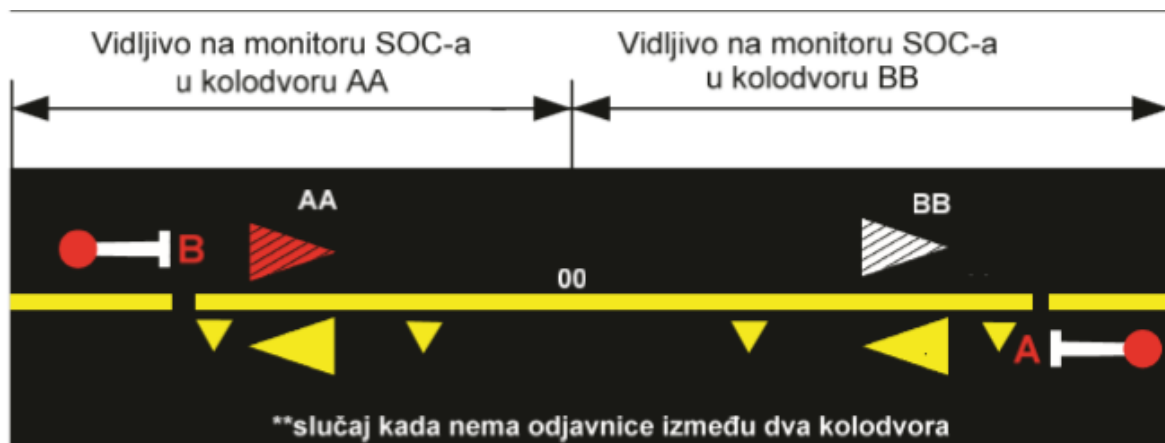 Vidljivo na monitoru SOC-a
u kolodvoru AA
Vidljivo na monitoru SOC-a
u kolodvoru BB
AA
BB
B
00
A
**slučaj kada nema odjavnice između dva kolodvora